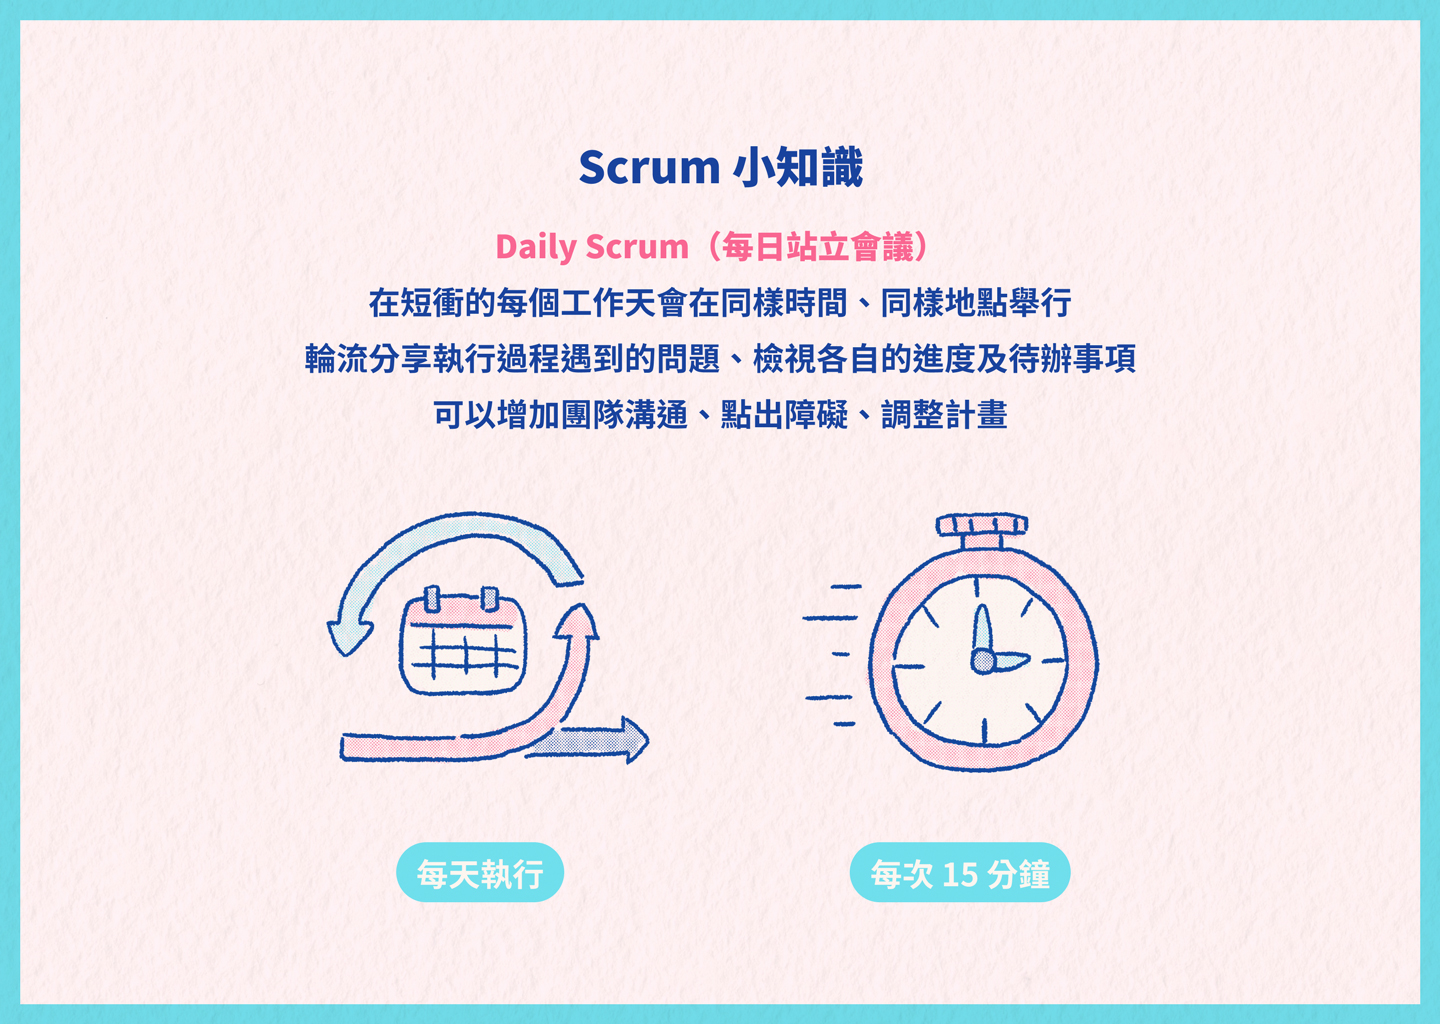 Scrum 小知識
Daily Scrum（每日站立會議）
在短衝的每個工作天會在同樣時間、同樣地點舉行
輪流分享執行過程遇到的問題、檢視各自的進度及待辦事項
可以增加團隊溝通、點出障礙、調整計畫
每天執行
每次 15 分鐘